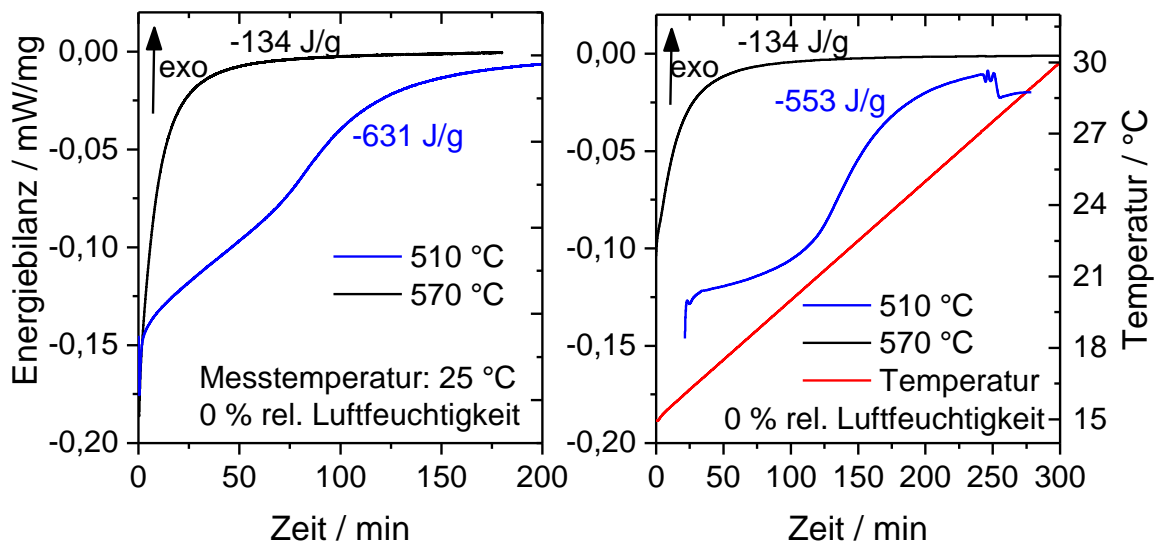 Energiebilanz / mW/mg
0,00
-0,05
-0,10
-0,15
-0,20
exo
-134 J/g
-631 J/g
510 °C
570 °C
Messtemperatur: 25 °C
0 % rel. Luftfeuchtigkeit
0
50
100
150
200
Zeit / min
0,00
-0,05
-0,10
-0,15
-0,20
exo
-134 J/g
-553 J/g
510 °C
570 °C
Temperatur
0 % rel. Luftfeuchtigkeit
0
50
100
150
200
250
300
Zeit / min
30
27
24
21
18
15
Temperatur / °C